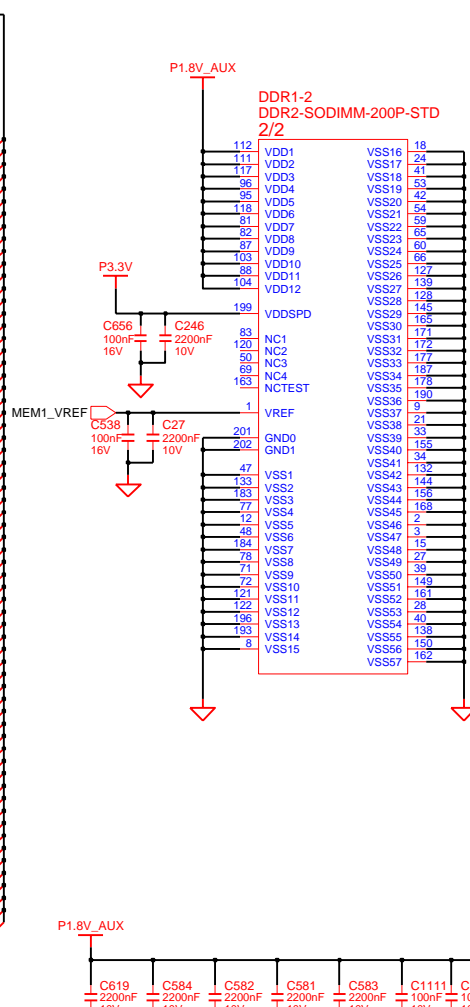 P1.8V_AUX
DDR1-2
DDR2-SODIMM-200P-STD
2/2
112 VDD1 VSS16 18
111 VDD2 VSS17 24
117 VDD3 VSS18 41
96 VDD4 VSS19 53
95 VDD5 VSS20 42
118 VDD6 VSS21 54
81 VDD7 VSS22 59
82 VDD8 VSS23 65
87 VDD9 VSS24 60
103 VDD10 VSS25 66
88 VDD11 VSS26 127
104 VDD12 VSS27 139
VSS28 128
P3.3V
199 VDDSPD VSS29 145
VSS30 165
C656 C246
100nF 2200nF
16V 10V
83 NC1 VSS31 171
120 NC2 VSS32 172
50 NC3 VSS33 177
69 NC4 VSS34 187
163 NCTEST VSS35 178
VSS36 190
MEM1_VREF 1 VREF VSS37 9
VSS38 21
C538 C27
100nF 2200nF
16V 10V
201 GND0 VSS39 33
202 GND1 VSS40 155
VSS41 34
47 VSS1 VSS42 132
133 VSS2 VSS43 144
183 VSS3 VSS44 156
77 VSS4 VSS45 168
12 VSS5 VSS46 2
48 VSS6 VSS47 3
184 VSS7 VSS48 15
78 VSS8 VSS49 27
71 VSS9 VSS50 39
72 VSS10 VSS51 149
121 VSS11 VSS52 161
122 VSS12 VSS53 28
196 VSS13 VSS54 40
193 VSS14 VSS55 138
8 VSS15 VSS56 150
VSS57 162
P1.8V_AUX
C619 C584 C582 C581 C583 C1111
2200nF 2200nF 2200nF 2200nF 2200nF 100nF